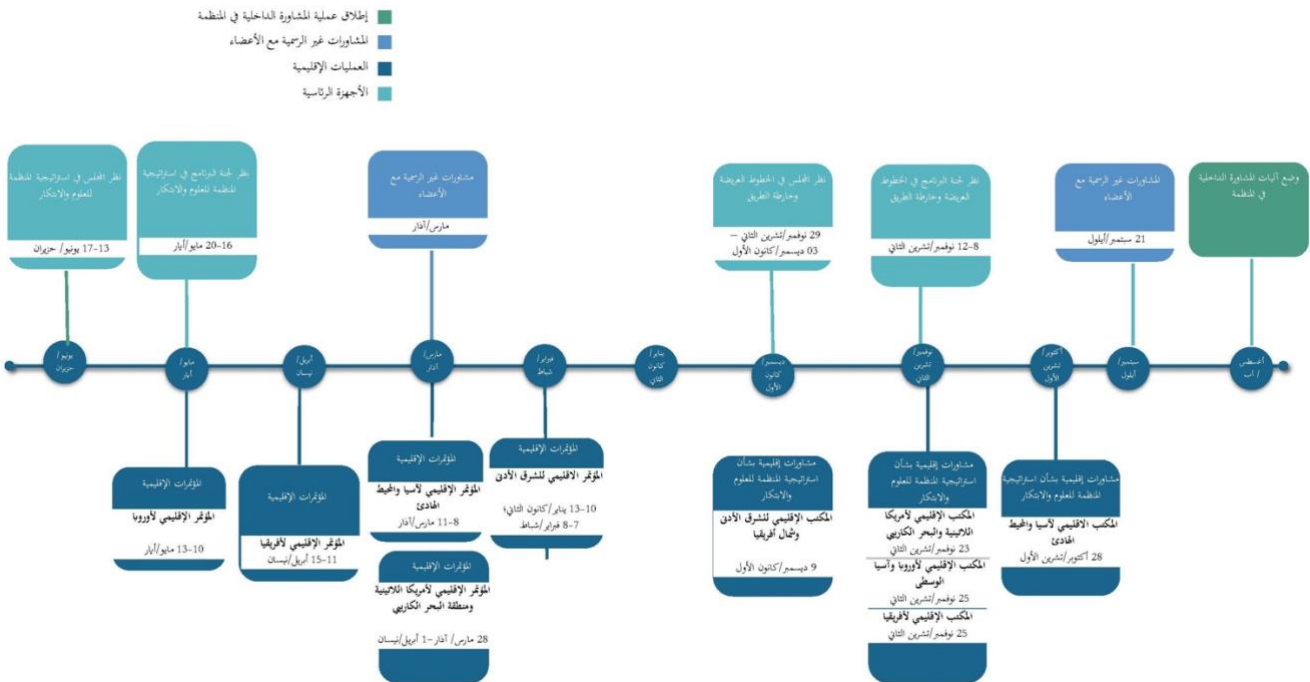 إطلاق عملية المشاورة الداخلية في المنظمة
المشاورات غير الرسمية مع الأعضاء
العمليات الإقليمية
الأجهزة الرئاسية
وضع آليات المشاورة الداخلية
في المنظمة
المشاورات غير الرسمية مع
الأعضاء
21 سبتمبر/أيلول
نظر لجنة البرنامج في الخطوط
العريضة وخارطة الطريق
8-12 نوفمبر/تشرين الثاني
نظر المجلس في الخطوط العريضة
وخارطة الطريق
29 نوفمبر/تشرين الثاني –
03 ديسمبر/كانون الأول
مشاورات غير الرسمية مع
الأعضاء
مارس/آذار
نظر لجنة البرنامج في استراتيجية
المنظمة للعلوم والابتكار
16-20 مايو/أيار
نظر المجلس في استراتيجية المنظمة
للعلوم والابتكار
13-17 يونيو/ حزيران
أغسطس
/ آب
سبتمبر/
أيلول
أكتوبر/
تشرين
الأول
نوفمبر/
تشرين
الثاني
ديسمبر/
كانون
الأول
يناير/
كانون
الثاني
فبراير/
شباط
مارس/
آذار
أبريل/
نيسان
مايو/
أيار
يونيو/
حزيران
مشاورات إقليمية بشأن استراتيجية
المنظمة للعلوم والابتكار
المكتب الاقليمي لآسيا والمحيط
الهادئ
28 أكتوبر/تشرين الأول
مشاورات إقليمية بشأن
استراتيجية المنظمة للعلوم
والابتكار
المكتب الإقليمي لأمريكا
اللاتينية والبحر الكاريبي
23 نوفمبر/تشرين الثاني
المكتب الإقليمي لأوروبا وآسيا
الوسطى
25 نوفمبر/تشرين الثاني
المكتب الإقليمي لأفريقيا
25 نوفمبر/تشرين الثاني
مشاورات إقليمية بشأن
استراتيجية المنظمة للعلوم
والابتكار
المكتب الإقليمي للشرق الأدنى
وشمال أفريقيا
9 ديسمبر/كانون الأول
المؤتمرات الإقليمية
المؤتمر الاقليمي للشرق الأدنى
10-13 يناير/كانون الثاني؛
7-8 فبراير/شباط
المؤتمرات الإقليمية
المؤتمر الإقليمي لآسيا والمحيط
الهادئ
8-11 مارس/آذار
المؤتمرات الإقليمية
المؤتمر الإقليمي لأمريكا اللاتينية
ومنطقة البحر الكاريبي
28 مارس/ آذار-1 أبريل/نيسان
المؤتمرات الإقليمية
المؤتمر الإقليمي لأفريقيا
11-15 أبريل/نيسان
المؤتمرات الإقليمية
المؤتمر الإقليمي لأوروبا
10-13 مايو/أيار